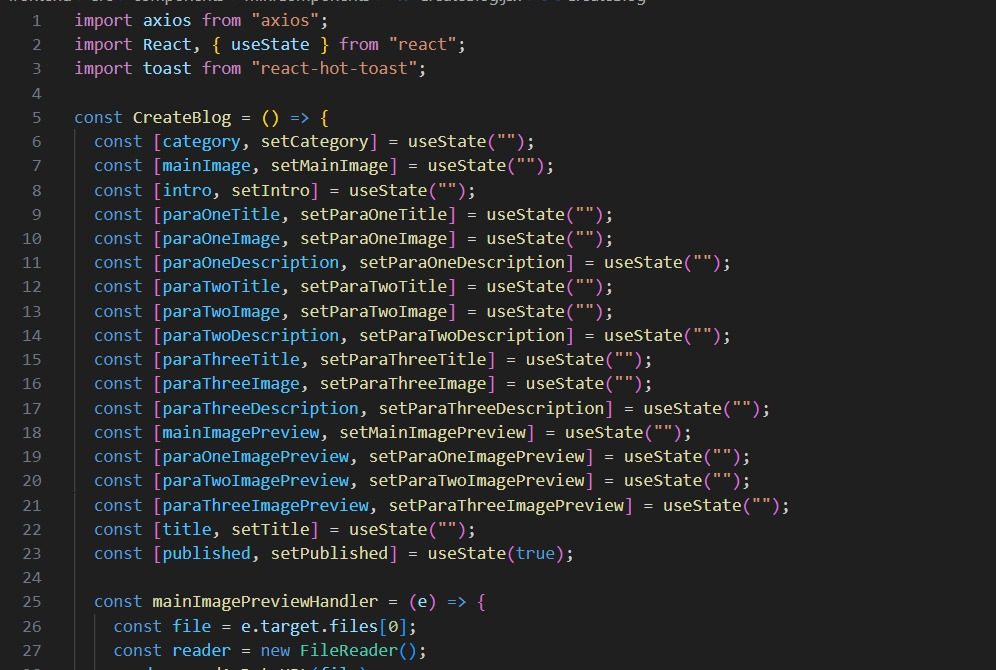 1 import axios from "axios";
2 import React, { useState } from "react";
3 import toast from "react-hot-toast";
4
5 const CreateBlog = () => {
6 const [category, setCategory] = useState("");
7 const [mainImage, setMainImage] = useState("");
8 const [intro, setIntro] = useState("");
9 const [paraOneTitle, setParaOneTitle] = useState("");
10 const [paraOneImage, setParaOneImage] = useState("");
11 const [paraOneDescription, setParaOneDescription] = useState("");
12 const [paraTwoTitle, setParaTwoTitle] = useState("");
13 const [paraTwoImage, setParaTwoImage] = useState("");
14 const [paraTwoDescription, setParaTwoDescription] = useState("");
15 const [paraThreeTitle, setParaThreeTitle] = useState("");
16 const [paraThreeImage, setParaThreeImage] = useState("");
17 const [paraThreeDescription, setParaThreeDescription] = useState("");
18 const [mainImagePreview, setMainImagePreview] = useState("");
19 const [paraOneImagePreview, setParaOneImagePreview] = useState("");
20 const [paraTwoImagePreview, setParaTwoImagePreview] = useState("");
21 const [paraThreeImagePreview, setParaThreeImagePreview] = useState("");
22 const [title, setTitle] = useState("");
23 const [published, setPublished] = useState(true);
24
25 const mainImagePreviewHandler = (e) => {
26 const file = e.target.files[0];
27 const reader = new FileReader();